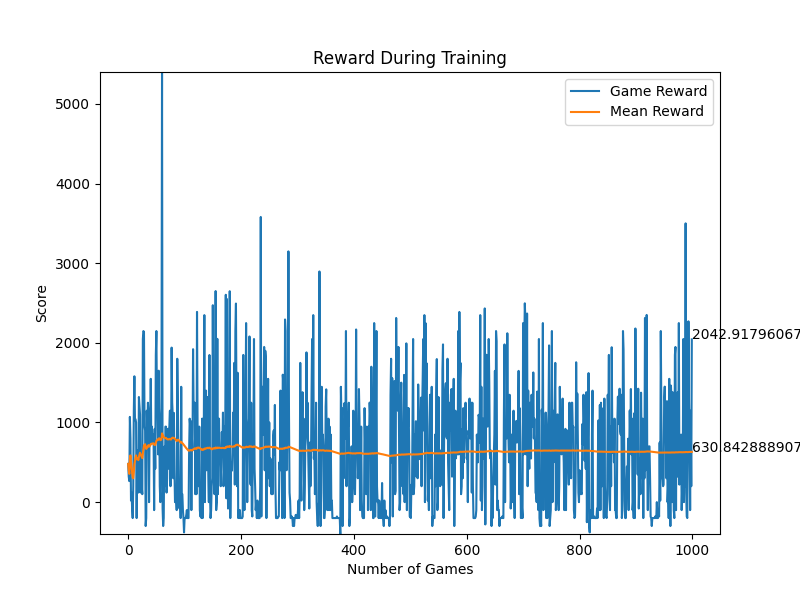 Reward During Training
Game Reward
Mean Reward
5000
4000
3000
2000
1000
0
Score
2042.91796067
630.842888907
0
200
400
600
800
1000
Number of Games